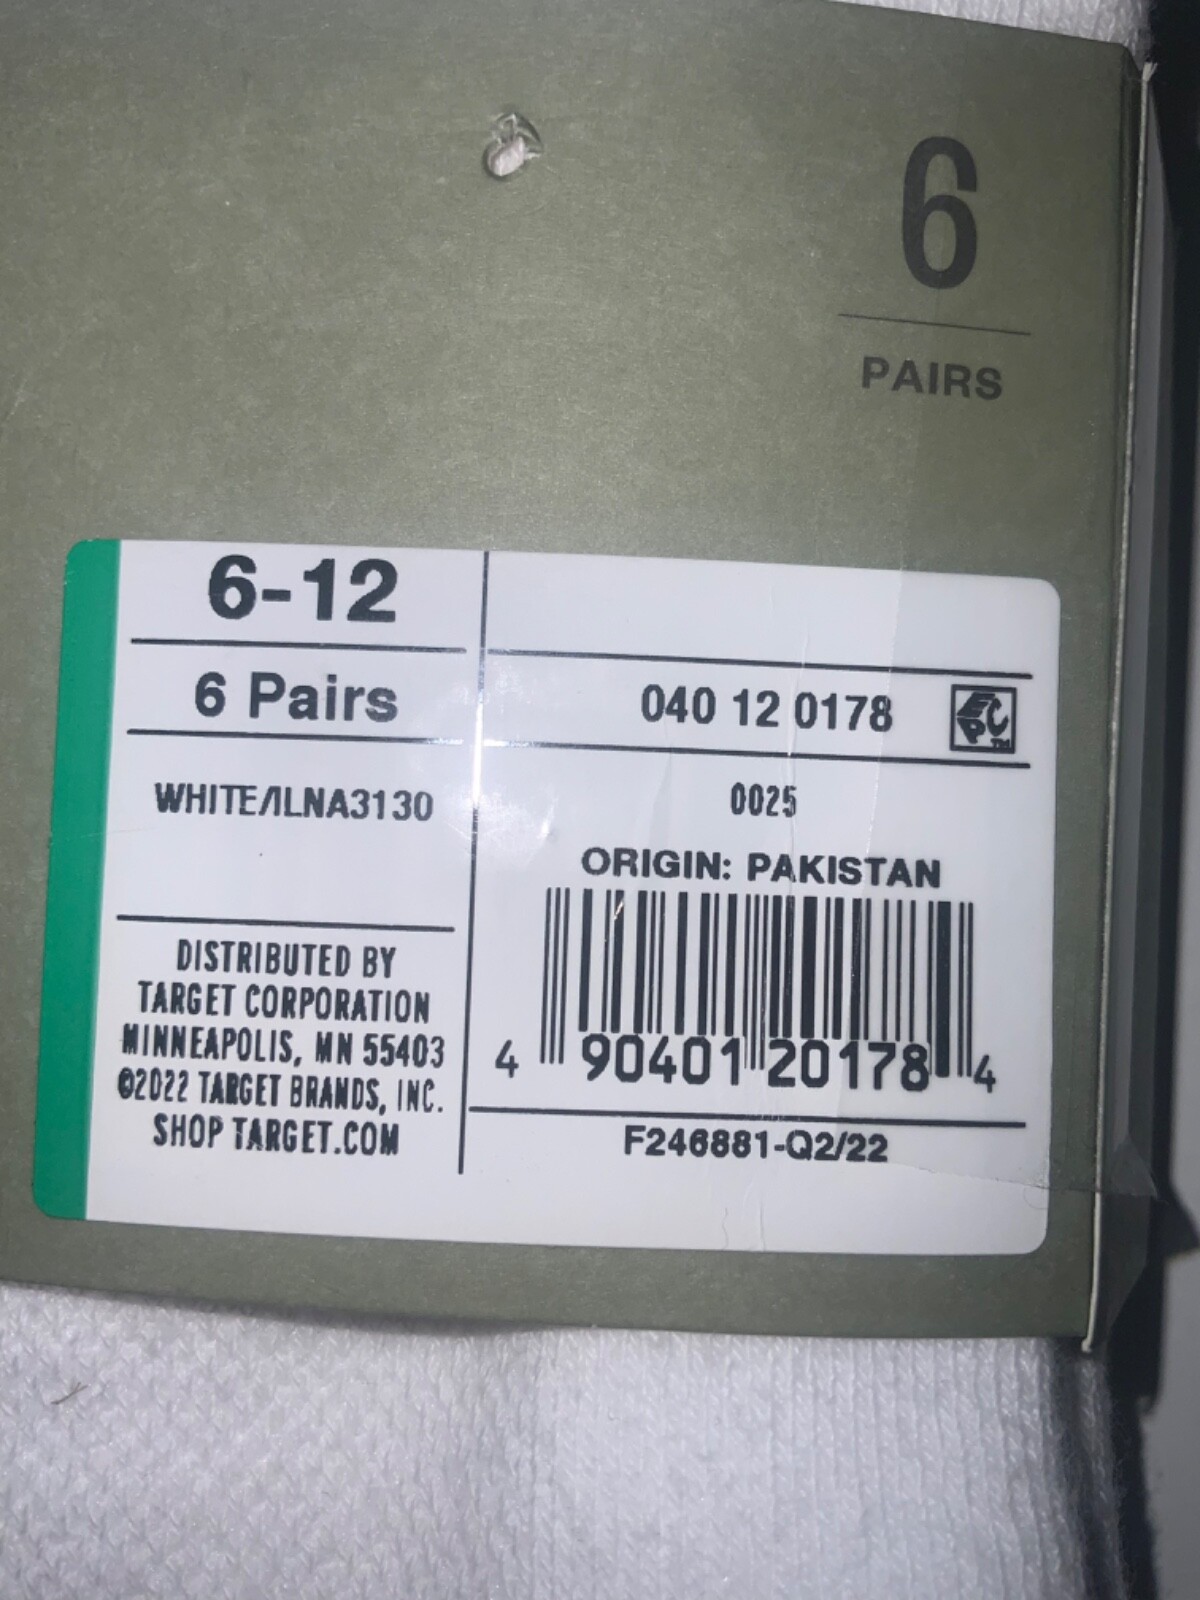 6
PAIRS
6-12
6 Pairs
040 12 0178
EPC™
WHITE/ILNA3130
0025
ORIGIN: PAKISTAN
DISTRIBUTED BY
TARGET CORPORATION
MINNEAPOLIS, MN 55403
©2022 TARGET BRANDS, INC.
SHOP TARGET.COM
4 90401 20178 4
F246881-Q2/22